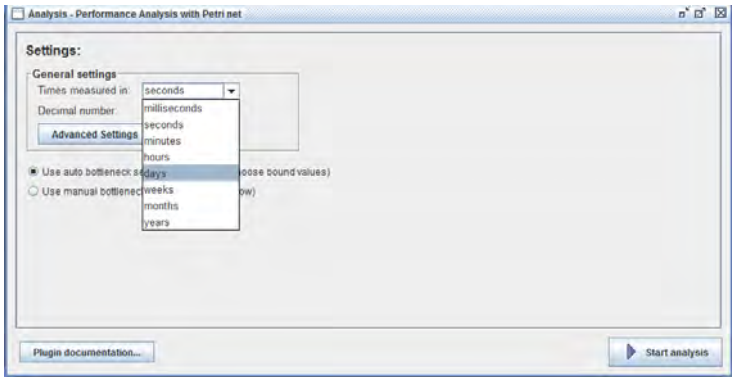 Analysis - Performance Analysis with Petri net
Settings:
General settings
Times measured in: seconds
milliseconds
Decimal number
seconds
Advanced Settings
minutes
hours
Use auto bottleneck se days oose bound values)
Use manual bottlenec weeks ow)
months
years
Plugin documentation...
Start analysis